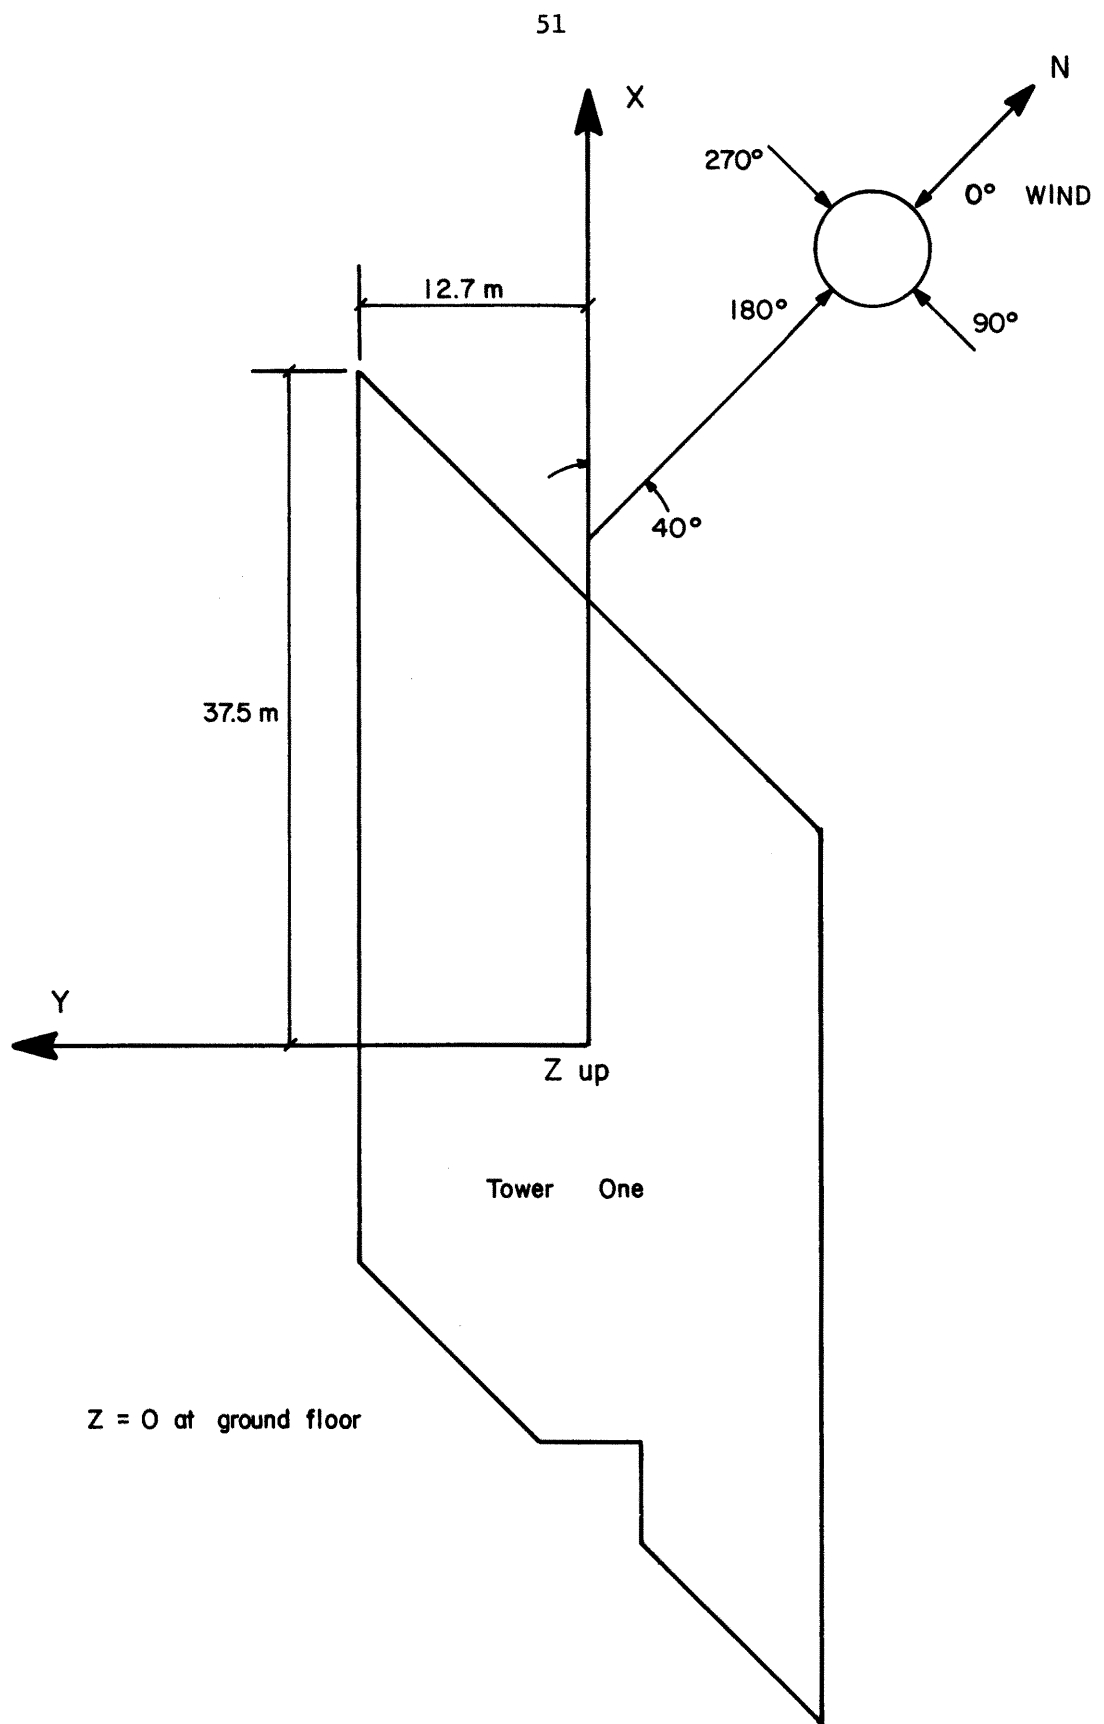 51
N
X
270°
0° WIND
12.7 m
180°
90°
40°
37.5 m
Y
Z up
Tower One
Z = 0 at ground floor